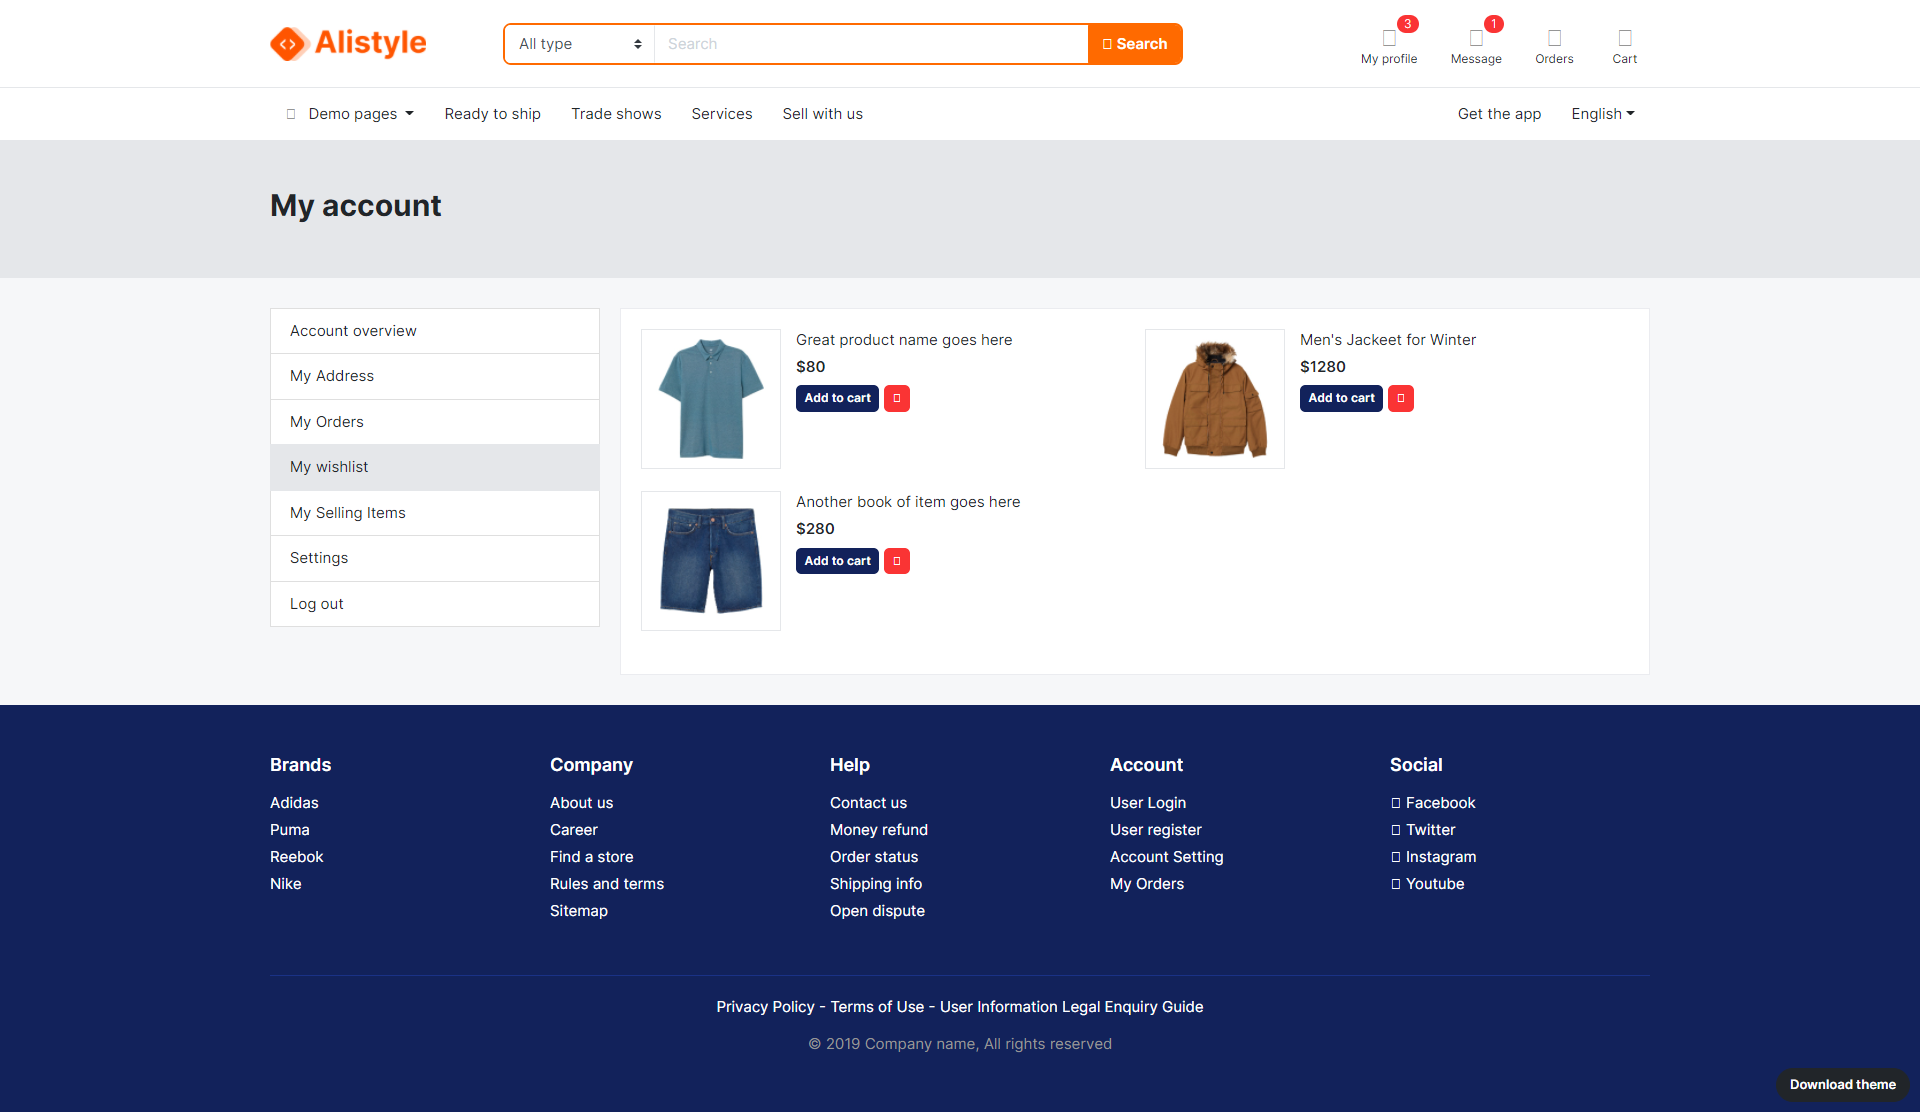 Alistyle
All type
Search
Search
3
My profile
1
Message
Orders
Cart
Demo pages
Ready to ship
Trade shows
Services
Sell with us
Get the app
English
My account
Account overview
My Address
My Orders
My wishlist
My Selling Items
Settings
Log out
Great product name goes here
$80
Add to cart
Men's Jackeet for Winter
$1280
Add to cart
Another book of item goes here
$280
Add to cart
Brands
Adidas
Puma
Reebok
Nike
Company
About us
Career
Find a store
Rules and terms
Sitemap
Help
Contact us
Money refund
Order status
Shipping info
Open dispute
Account
User Login
User register
Account Setting
My Orders
Social
Facebook
Twitter
Instagram
Youtube
Privacy Policy - Terms of Use - User Information Legal Enquiry Guide
© 2019 Company name, All rights reserved
Download theme